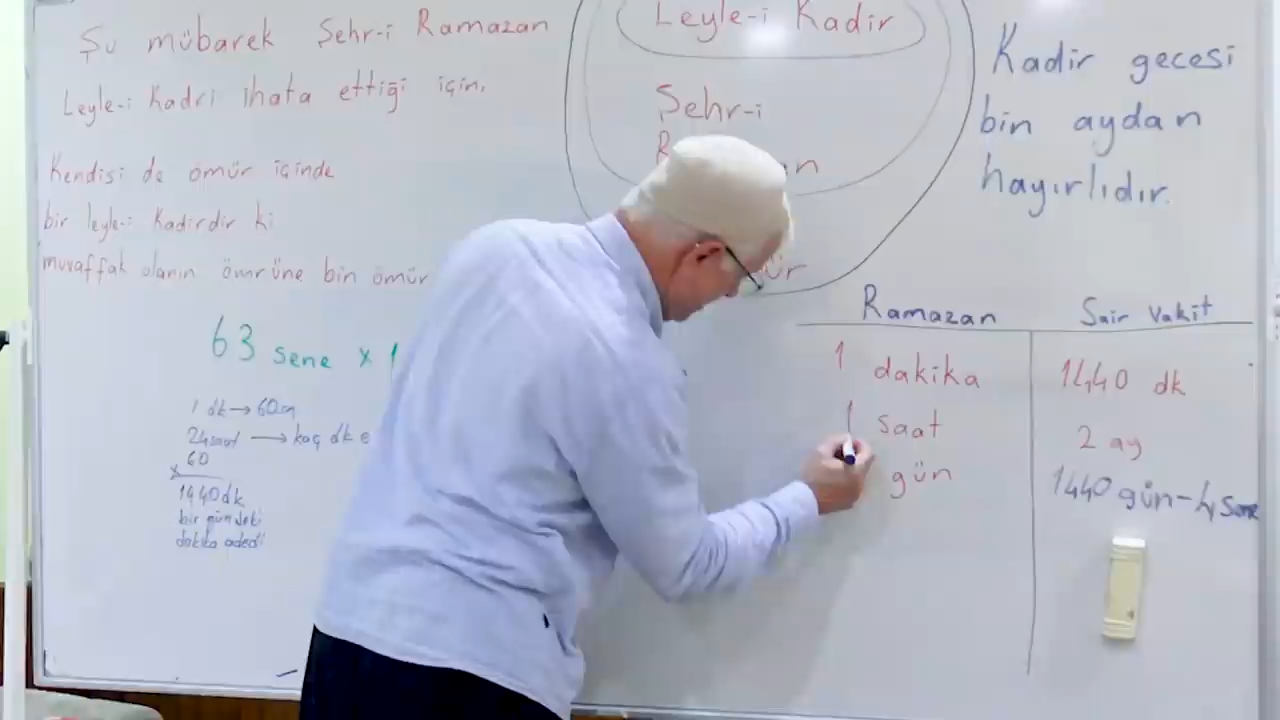 Şu mübarek Şehr-i Ramazan
Leyle-i Kadri ihata ettiği için,
Kendisi de ömür içinde
bir leyle-i Kadirdir ki
muvaffak olanın ömrüne bin ömür
63 sene x 1
1 dk → 60
24 saat → kaç dk e
60
x
1440 dk
bir gündeki
dakika adedi
Leyle-i Kadir
Şehr-i
R
n
ür
Kadir gecesi
bin aydan
hayırlıdır.
Ramazan Sair Vakit
1 dakika 1440 dk
1 saat 2 ay
gün 1440 gün - 4 sene